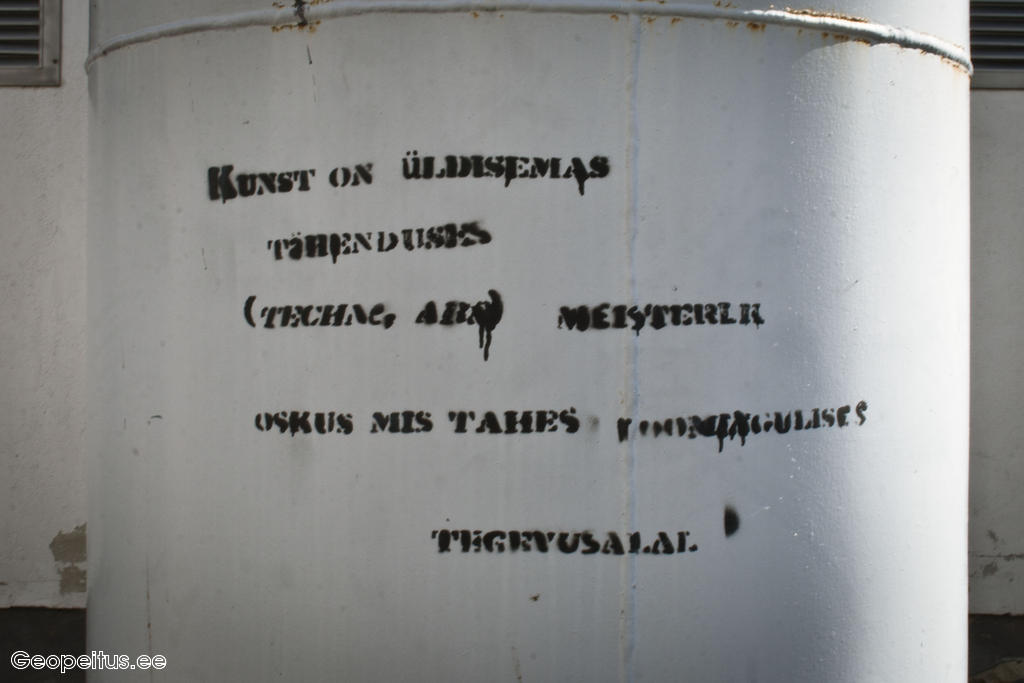 KUNST ON ÜLDISEMAS
TÄHENDUSES
(TECHNE, ARS) MEISTERLIK
OSKUS MIS TAHES LOOMINGULISES
TEGEVUSALAL
Geopeitus.ee